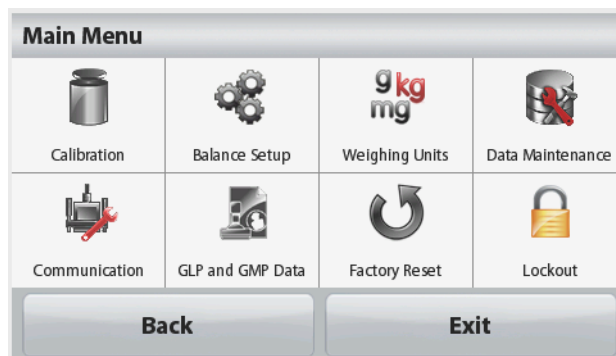 Main Menu
g kg
mg
Calibration Balance Setup Weighing Units Data Maintenance
Communication GLP and GMP Data Factory Reset Lockout
Back Exit